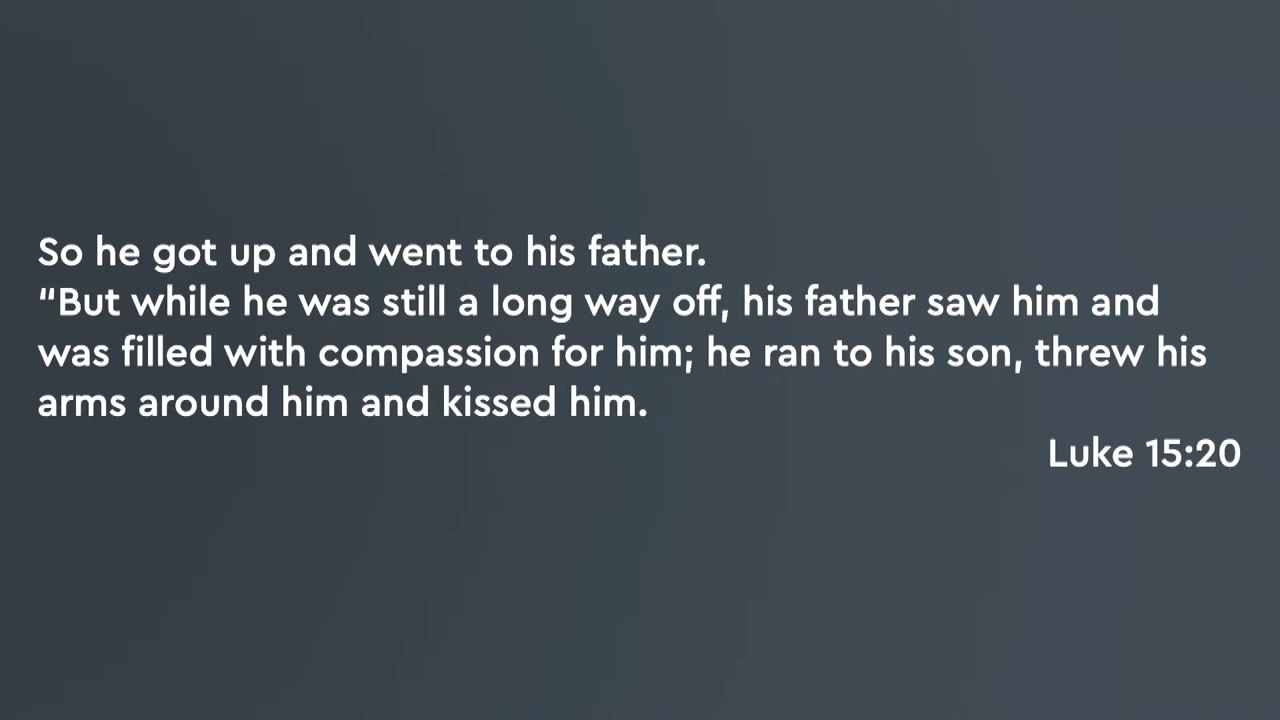 So he got up and went to his father.
“But while he was still a long way off, his father saw him and
was filled with compassion for him; he ran to his son, threw his
arms around him and kissed him.
Luke 15:20